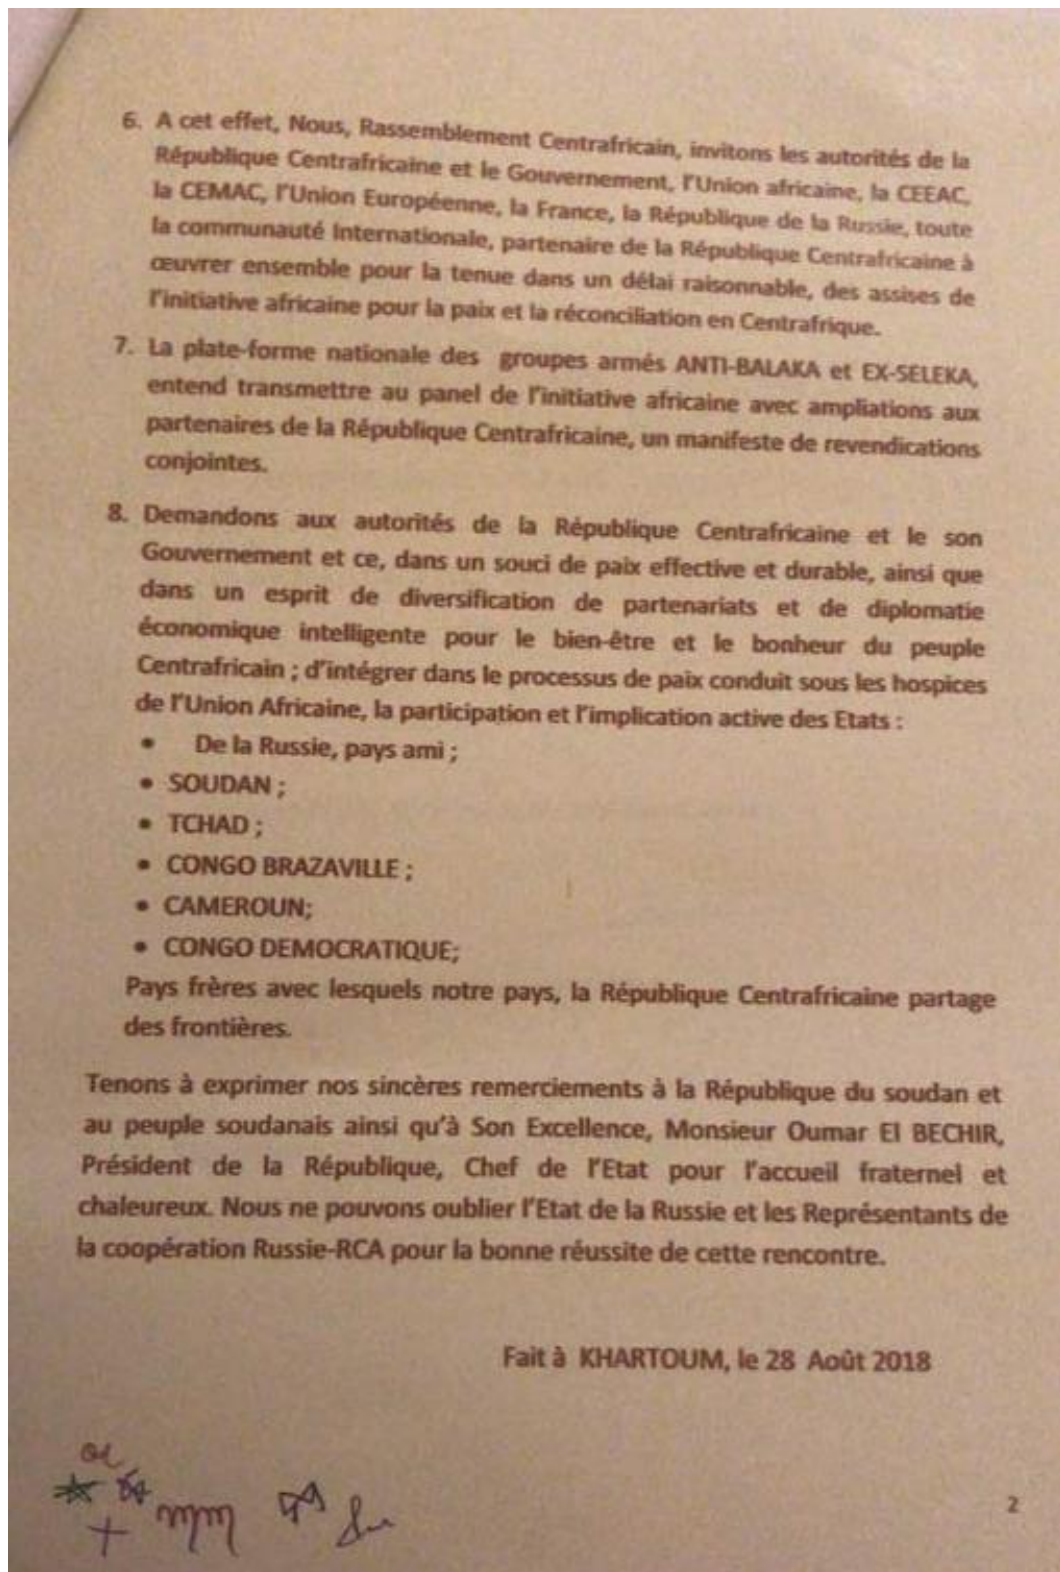 6. A cet effet, Nous, Rassemblement Centrafricain, invitons les autorités de la
République Centrafricaine et le Gouvernement, l'Union africaine, la CEEAC,
la CEMAC, l'Union Européenne, la France, la République de la Russie, toute
la communauté Internationale, partenaire de la République Centrafricaine à
œuvrer ensemble pour la tenue dans un délai raisonnable, des assises de
l'initiative africaine pour la paix et la réconciliation en Centrafrique.
7. La plate-forme nationale des groupes armés ANTI-BALAKA et EX-SELEKA,
entend transmettre au panel de l'initiative africaine avec ampliations aux
partenaires de la République Centrafricaine, un manifeste de revendications
conjointes.
8. Demandons aux autorités de la République Centrafricaine et le son
Gouvernement et ce, dans un souci de paix effective et durable, ainsi que
dans un esprit de diversification de partenariats et de diplomatie
économique intelligente pour le bien-être et le bonheur du peuple
Centrafricain ; d'intégrer dans le processus de paix conduit sous les hospices
de l'Union Africaine, la participation et l'implication active des Etats :
• De la Russie, pays ami ;
• SOUDAN ;
• TCHAD ;
• CONGO BRAZAVILLE ;
• CAMEROUN;
• CONGO DEMOCRATIQUE;
Pays frères avec lesquels notre pays, la République Centrafricaine partage
des frontières.
Tenons à exprimer nos sincères remerciements à la République du soudan et
au peuple soudanais ainsi qu'à Son Excellence, Monsieur Oumar El BECHIR,
Président de la République, Chef de l'Etat pour l'accueil fraternel et
chaleureux. Nous ne pouvons oublier l'Etat de la Russie et les Représentants de
la coopération Russie-RCA pour la bonne réussite de cette rencontre.
Fait à KHARTOUM, le 28 Août 2018
2